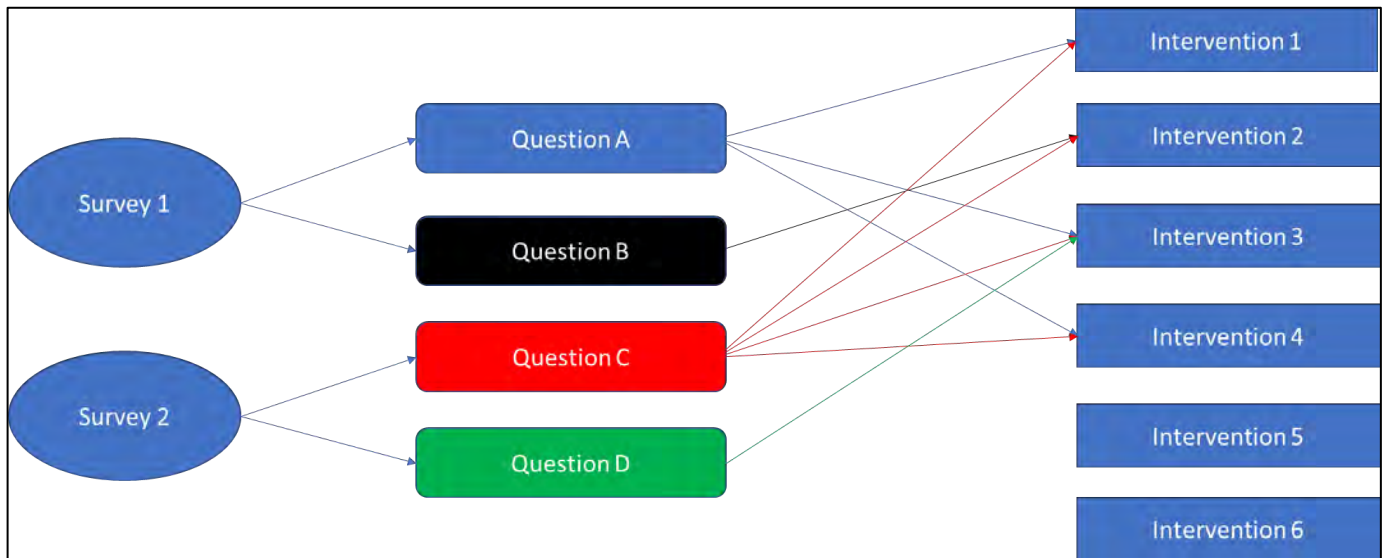 Survey 1
Survey 2
Question A
Question B
Question C
Question D
Intervention 1
Intervention 2
Intervention 3
Intervention 4
Intervention 5
Intervention 6